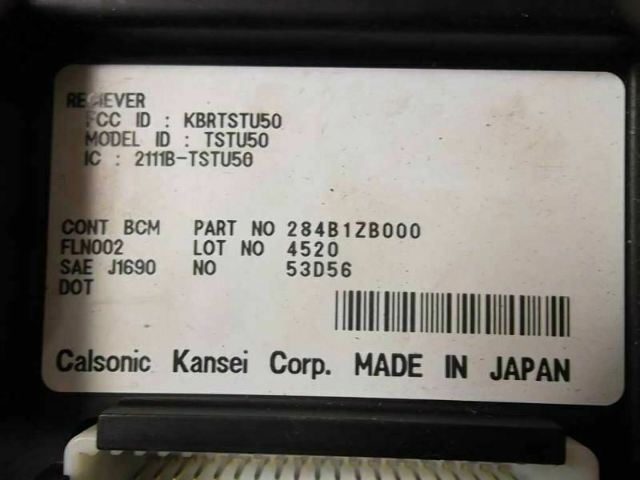 RECIEVER
FCC ID : KBRTSTU50
MODEL ID : TSTU50
IC : 2111B-TSTU50
CONT BCM PART NO 284B1ZB000
FLN002 LOT NO 4520
SAE J1690 NO 53D56
DOT
Calsonic Kansei Corp. MADE IN JAPAN